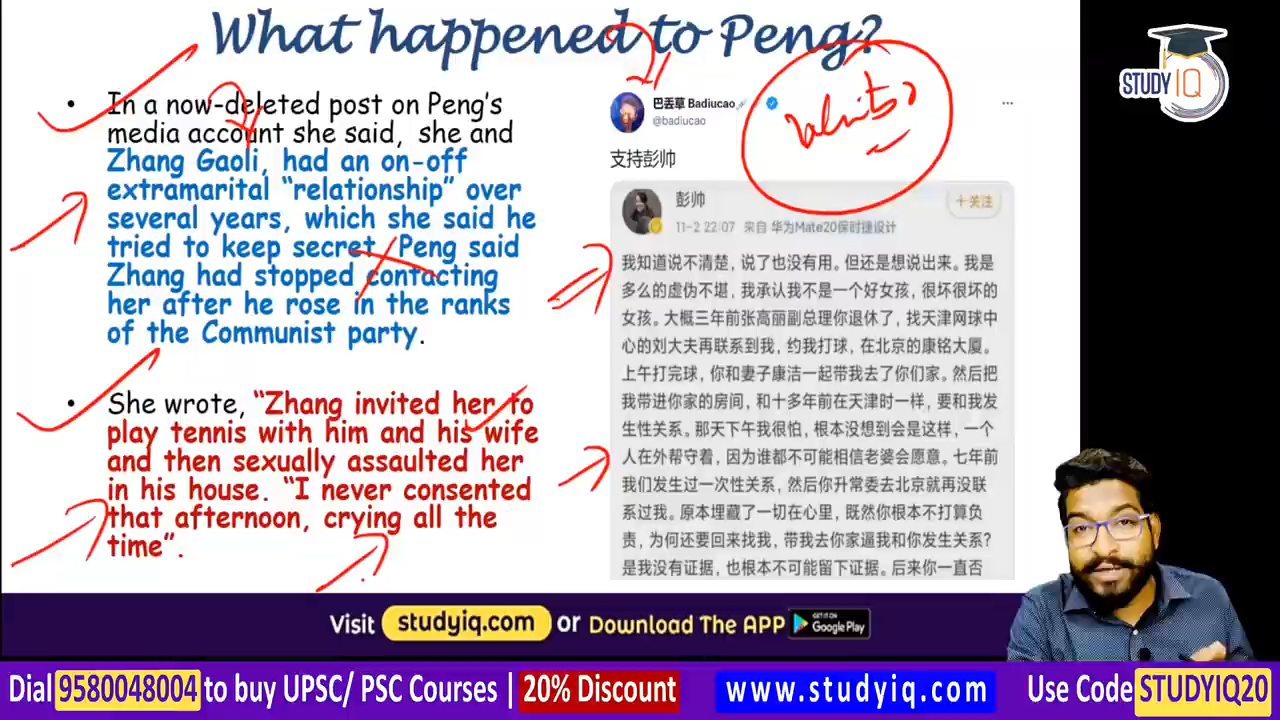 What happened to Peng?
• In a now-deleted post on Peng's
media account she said, she and
Zhang Gaoli, had an on-off
extramarital “relationship” over
several years, which she said he
tried to keep secret. Peng said
Zhang had stopped contacting
her after he rose in the ranks
of the Communist party.
• She wrote, “Zhang invited her to
play tennis with him and his wife
and then sexually assaulted her
in his house. “I never consented
that afternoon, crying all the
time”.
巴丢草 Badiucao
@badiucao
支持彭帅
彭帅
十关注
11-2 22:07 来自 华为Mate20保时捷设计
我知道说不清楚，说了也没有用。但还是想说出来。我是
多么的虚伪不堪，我承认我不是一个好女孩，很坏很坏的
女孩。大概三年前张高丽副总理你退休了，找天津网球中
心的刘大夫再联系到我，约我打球，在北京的康铭大厦。
上午打完球，你和妻子康洁一起带我去了你们家。然后把
我带进你家的房间，和十多年前在天津时一样，要和我发
生性关系。那天下午我很怕，根本没想到会是这样，一个
人在外帮守着，因为谁都不可能相信老婆会愿意。七年前
我们发生过一次性关系，然后你升常委去北京就再没联
系过我。原本埋藏了一切在心里，既然你根本不打算负
责，为何还要回来找我，带我去你家逼我和你发生关系？
是我没有证据，也根本不可能留下证据。后来你一直否
STUDY IQ
Visit studyiq.com or Download The APP GET IT ON Google Play
Dial 9580048004 to buy UPSC/ PSC Courses | 20% Discount www.studyiq.com Use Code STUDYIQ20